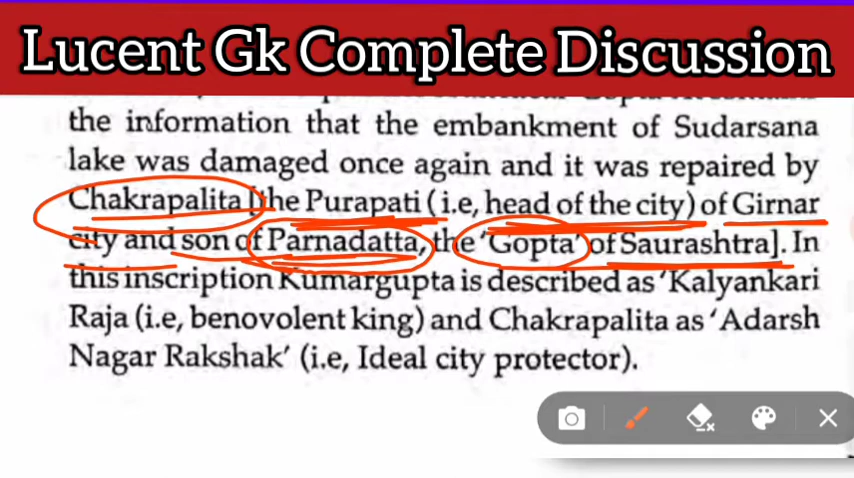 Lucent Gk Complete Discussion
the information that the embankment of Sudarsana
lake was damaged once again and it was repaired by
Chakrapalita [the Purapati (i.e, head of the city) of Girnar
city and son of Parnadatta, the 'Gopta' of Saurashtra]. In
this inscription Kumargupta is described as 'Kalyankari
Raja (i.e, benovolent king) and Chakrapalita as 'Adarsh
Nagar Rakshak' (i.e, Ideal city protector).